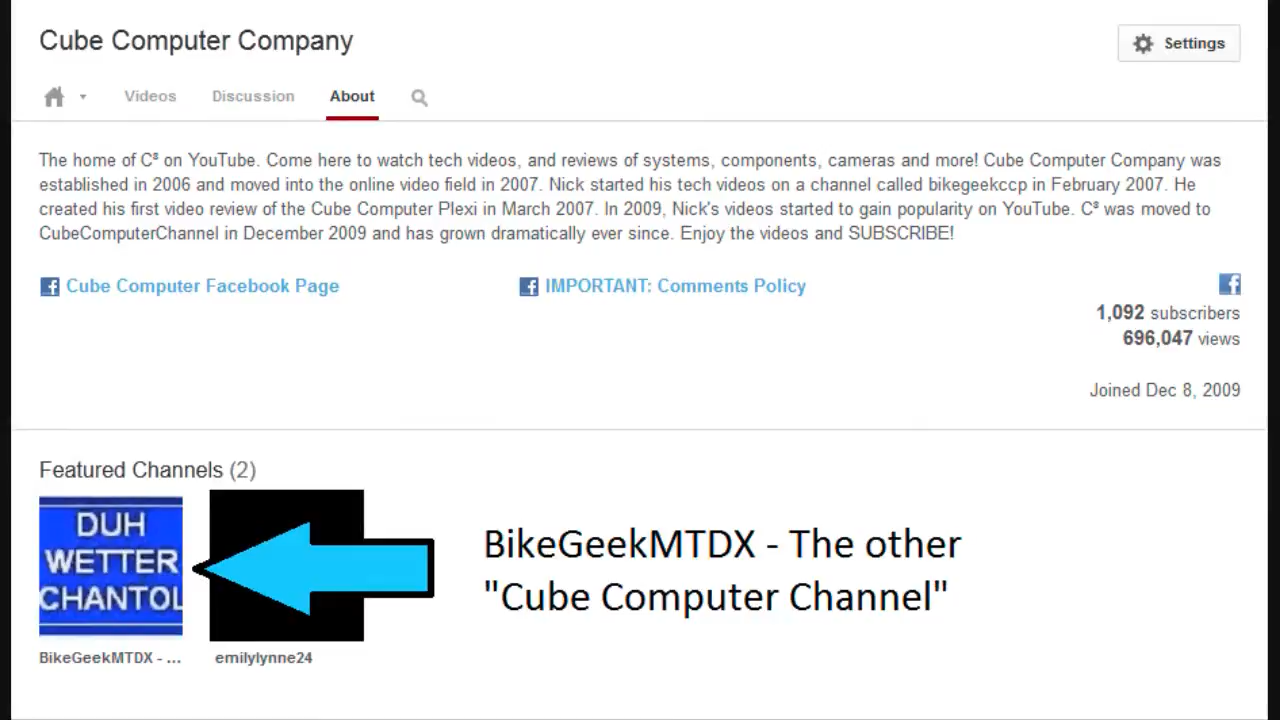 Cube Computer Company
Settings
Videos
Discussion
About
The home of C³ on YouTube. Come here to watch tech videos, and reviews of systems, components, cameras and more! Cube Computer Company was
established in 2006 and moved into the online video field in 2007. Nick started his tech videos on a channel called bikegeekccp in February 2007. He
created his first video review of the Cube Computer Plexi in March 2007. In 2009, Nick's videos started to gain popularity on YouTube. C³ was moved to
CubeComputerChannel in December 2009 and has grown dramatically ever since. Enjoy the videos and SUBSCRIBE!
Cube Computer Facebook Page
IMPORTANT: Comments Policy
1,092 subscribers
696,047 views
Joined Dec 8, 2009
Featured Channels (2)
DUH
WETTER
CHANTOL
BikeGeekMTDX - ...
emilylynne24
BikeGeekMTDX - The other
"Cube Computer Channel"